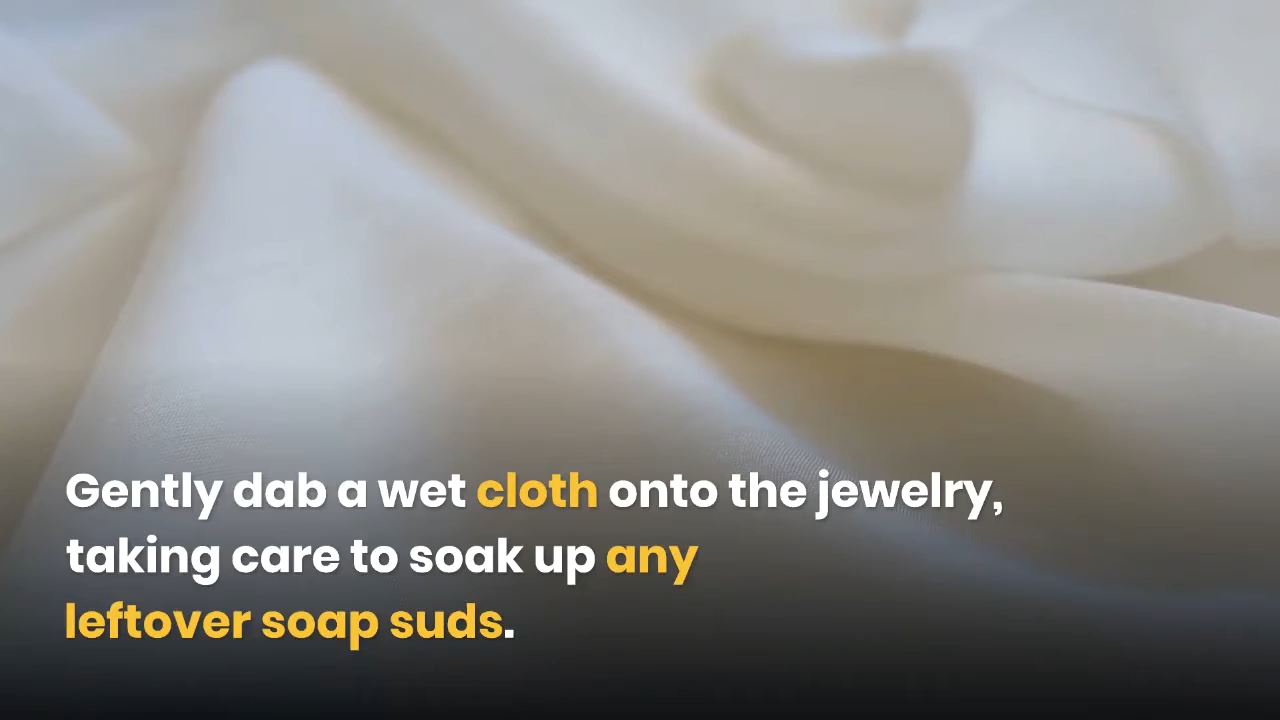 Gently dab a wet cloth onto the jewelry,
taking care to soak up any
leftover soap suds.